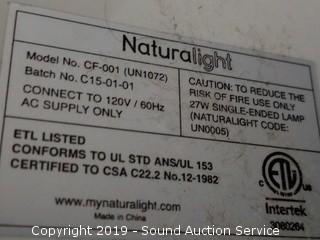 Naturalight
Model No. CF-001 (UN1072)
Batch No. C15-01-01
CONNECT TO 120V / 60Hz
AC SUPPLY ONLY
CAUTION: TO REDUCE THE
RISK OF FIRE USE ONLY
27W SINGLE-ENDED LAMP
(NATURALIGHT CODE:
UN0005)
ETL LISTED
CONFORMS TO UL STD ANS/UL 153
CERTIFIED TO CSA C22.2 No.12-1982
www.mynaturalight.com
Made in China
ETL
C
US
Intertek
3080264
Copyright 2019 - Sound Auction Service